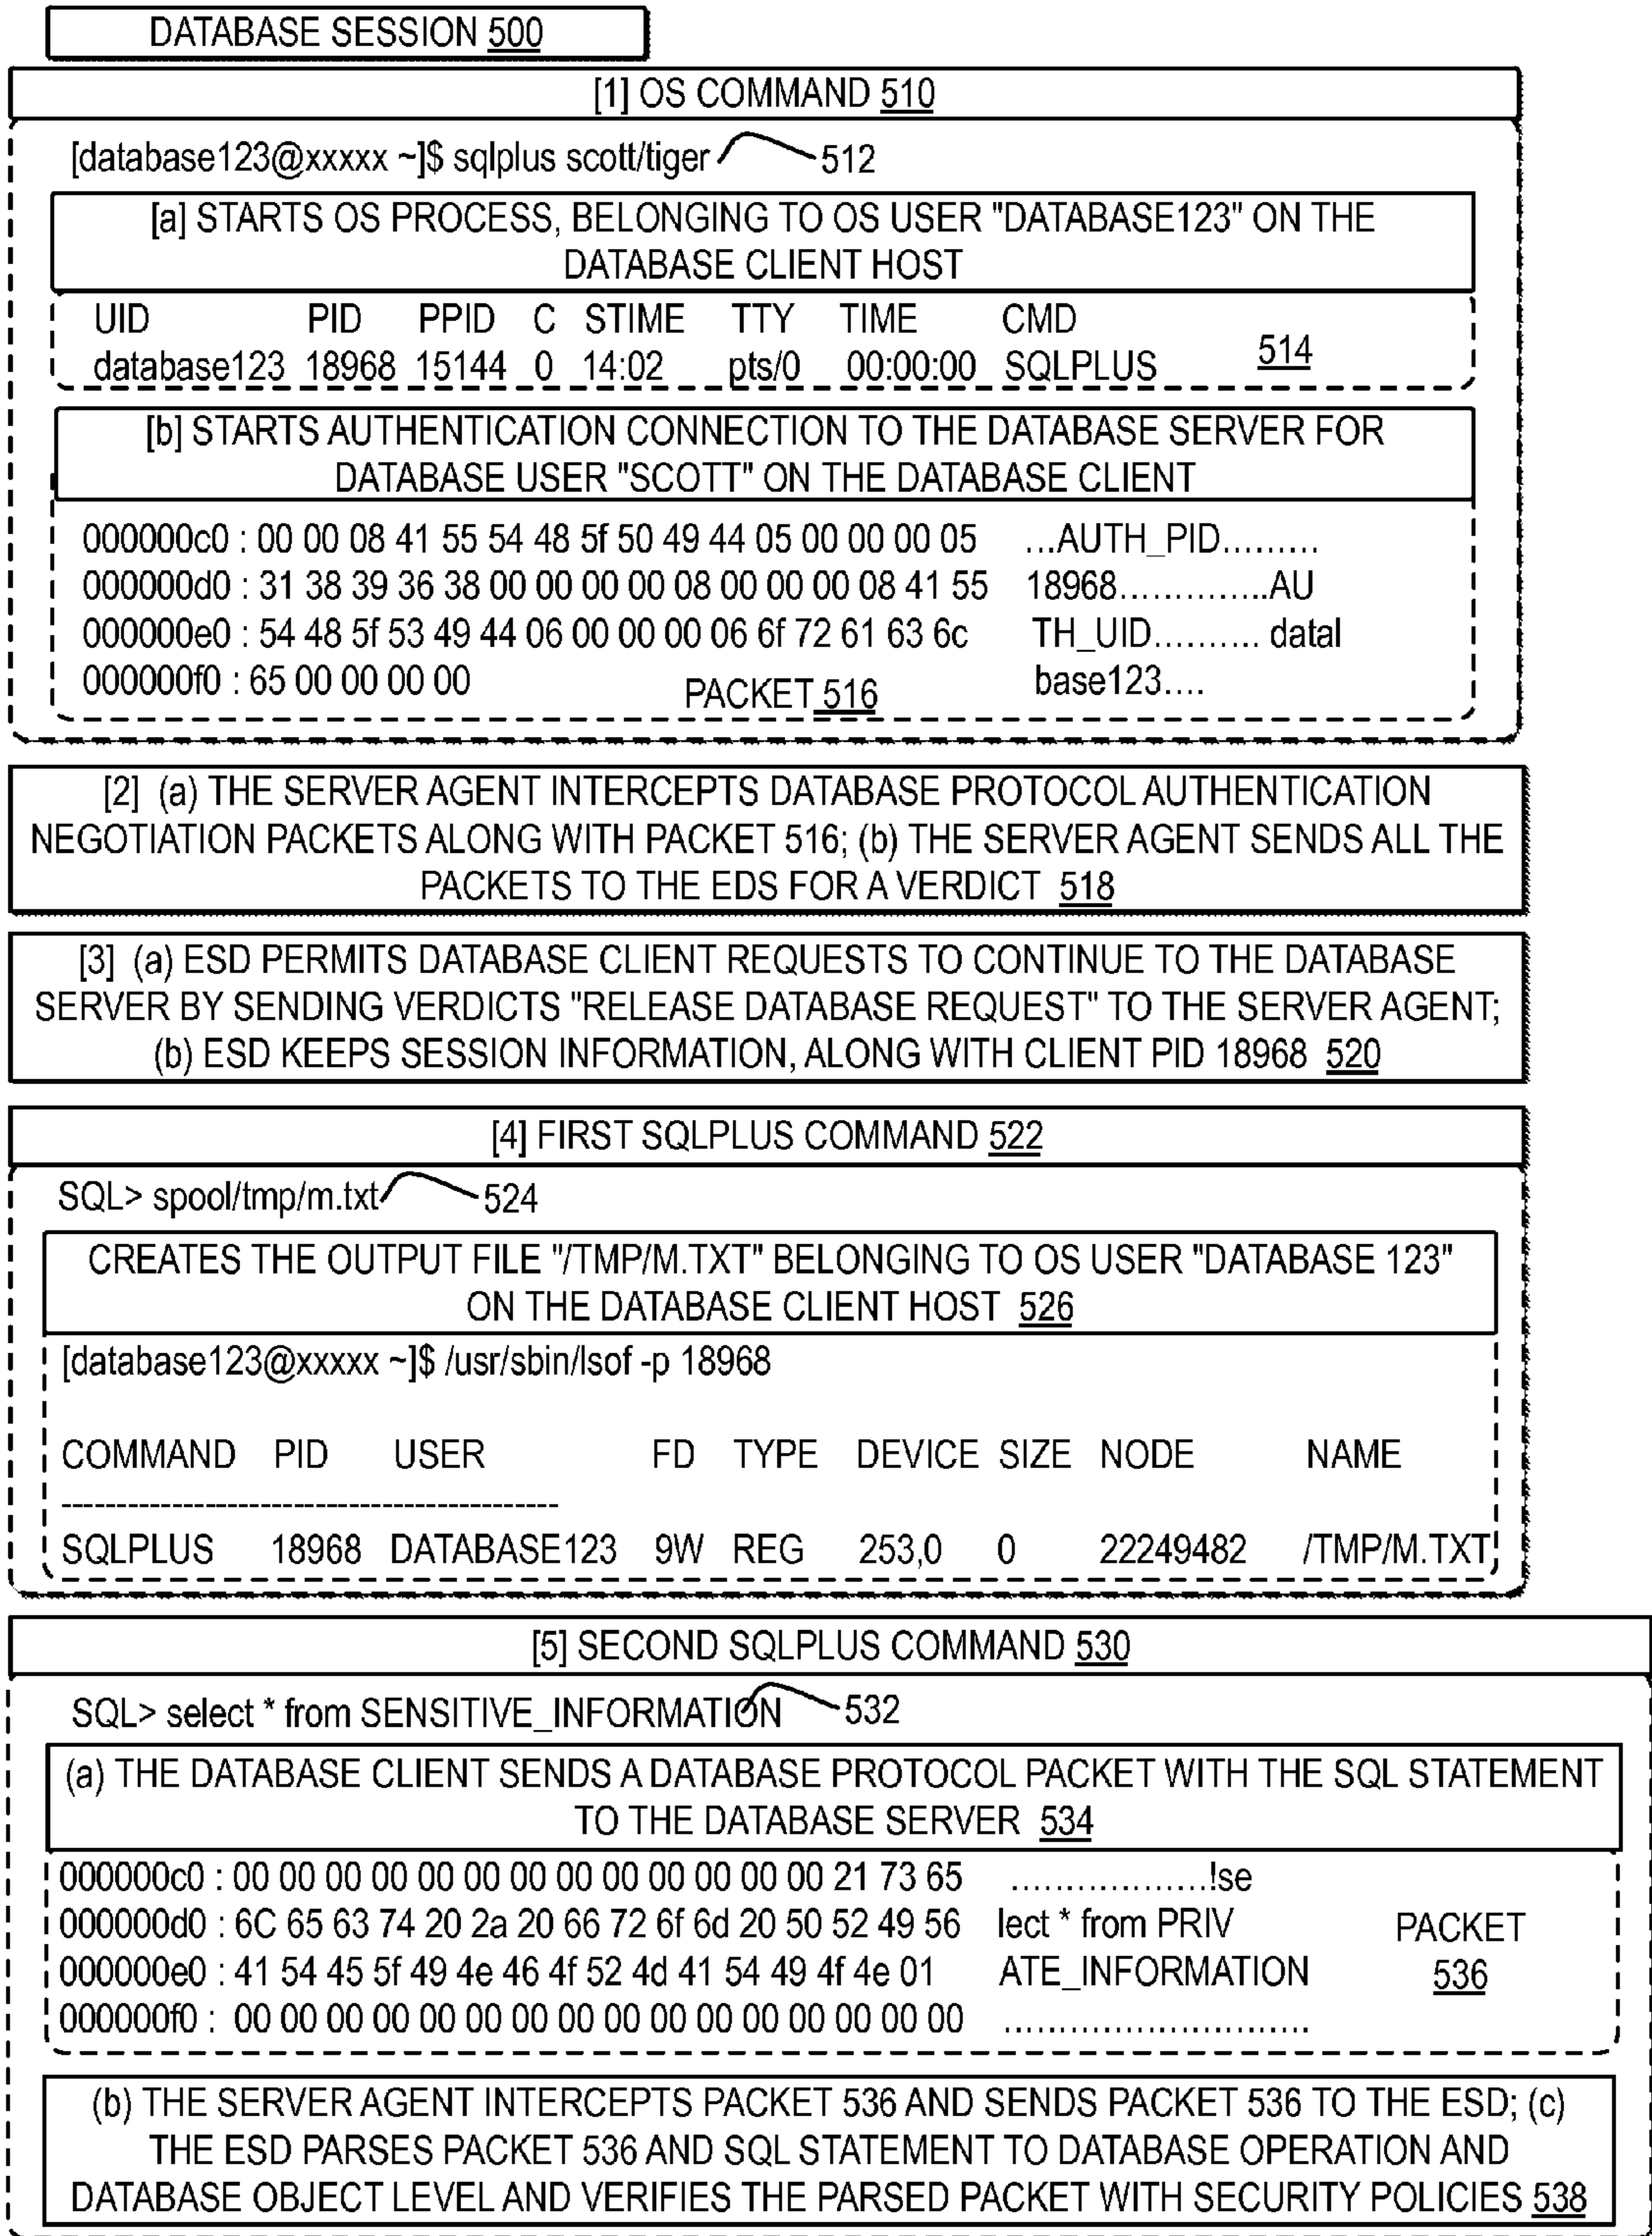 DATABASE SESSION 500
[1] OS COMMAND 510
[database123@xxxxx ~]$ sqlplus scott/tiger 512
[a] STARTS OS PROCESS, BELONGING TO OS USER "DATABASE123" ON THE
DATABASE CLIENT HOST
UID PID PPID C STIME TTY TIME CMD
database123 18968 15144 0 14:02 pts/0 00:00:00 SQLPLUS 514
[b] STARTS AUTHENTICATION CONNECTION TO THE DATABASE SERVER FOR
DATABASE USER "SCOTT" ON THE DATABASE CLIENT
000000c0 : 00 00 08 41 55 54 48 5f 50 49 44 05 00 00 00 05 ...AUTH_PID.........
000000d0 : 31 38 39 36 38 00 00 00 00 08 00 00 00 08 41 55 18968..............AU
000000e0 : 54 48 5f 53 49 44 06 00 00 00 06 6f 72 61 63 6c TH_UID.......... datal
000000f0 : 65 00 00 00 00 PACKET 516 base123....
[2] (a) THE SERVER AGENT INTERCEPTS DATABASE PROTOCOL AUTHENTICATION
NEGOTIATION PACKETS ALONG WITH PACKET 516; (b) THE SERVER AGENT SENDS ALL THE
PACKETS TO THE EDS FOR A VERDICT 518
[3] (a) ESD PERMITS DATABASE CLIENT REQUESTS TO CONTINUE TO THE DATABASE
SERVER BY SENDING VERDICTS "RELEASE DATABASE REQUEST" TO THE SERVER AGENT;
(b) ESD KEEPS SESSION INFORMATION, ALONG WITH CLIENT PID 18968 520
[4] FIRST SQLPLUS COMMAND 522
SQL> spool/tmp/m.txt 524
CREATES THE OUTPUT FILE "/TMP/M.TXT" BELONGING TO OS USER "DATABASE 123"
ON THE DATABASE CLIENT HOST 526
[database123@xxxxx ~]$ /usr/sbin/lsof -p 18968
COMMAND PID USER FD TYPE DEVICE SIZE NODE NAME
--------------------------------------------
SQLPLUS 18968 DATABASE123 9W REG 253,0 0 22249482 /TMP/M.TXT
[5] SECOND SQLPLUS COMMAND 530
SQL> select * from SENSITIVE_INFORMATION 532
(a) THE DATABASE CLIENT SENDS A DATABASE PROTOCOL PACKET WITH THE SQL STATEMENT
TO THE DATABASE SERVER 534
000000c0 : 00 00 00 00 00 00 00 00 00 00 00 00 00 21 73 65 ...................!se
000000d0 : 6C 65 63 74 20 2a 20 66 72 6f 6d 20 50 52 49 56 lect * from PRIV PACKET
000000e0 : 41 54 45 5f 49 4e 46 4f 52 4d 41 54 49 4f 4e 01 ATE_INFORMATION 536
000000f0 : 00 00 00 00 00 00 00 00 00 00 00 00 00 00 00 00 ............................
(b) THE SERVER AGENT INTERCEPTS PACKET 536 AND SENDS PACKET 536 TO THE ESD; (c)
THE ESD PARSES PACKET 536 AND SQL STATEMENT TO DATABASE OPERATION AND
DATABASE OBJECT LEVEL AND VERIFIES THE PARSED PACKET WITH SECURITY POLICIES 538